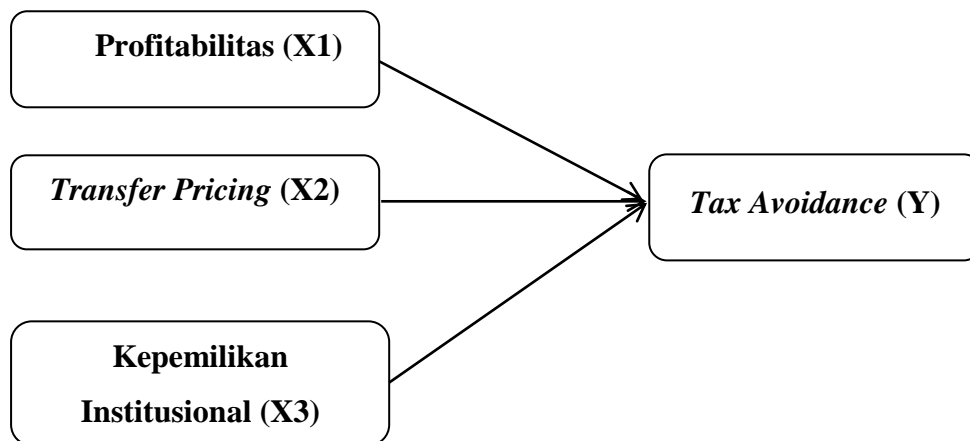 Profitabilitas (X1)
Transfer Pricing (X2)
Tax Avoidance (Y)
Kepemilikan
Institusional (X3)